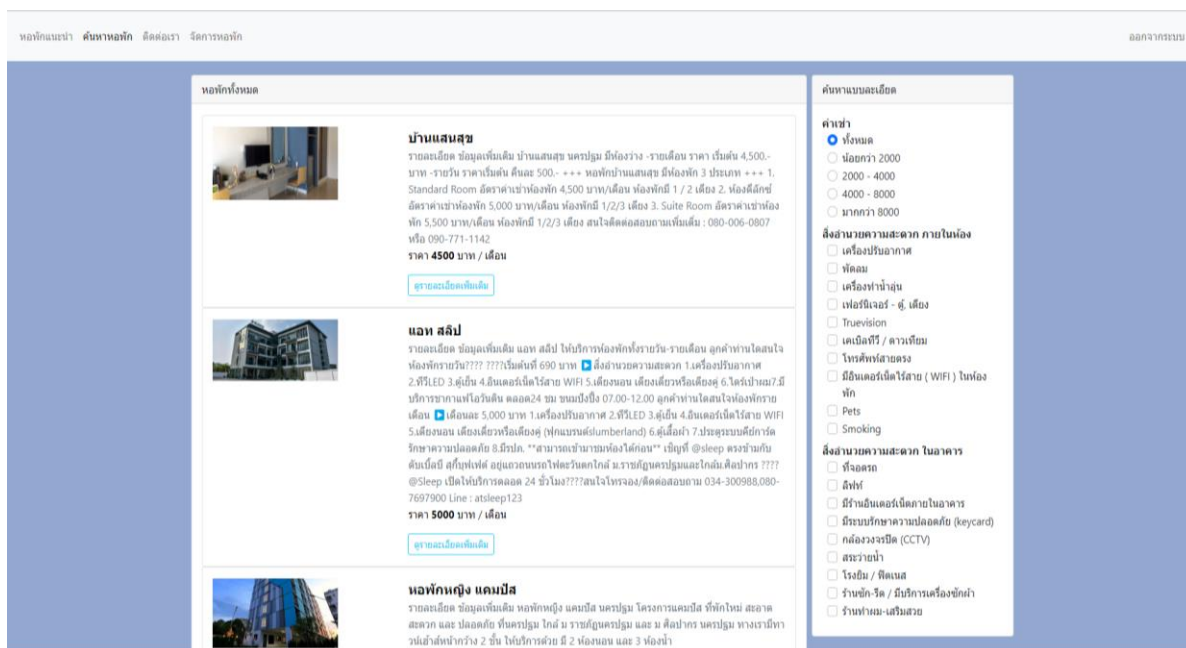 หอพักแนะนำ ค้นหาหอพัก ติดต่อเรา จัดการหอพัก
ออกจากระบบ
หอพักทั้งหมด
บ้านแสนสุข
รายละเอียด ข้อมูลเพิ่มเติม บ้านแสนสุข นครปฐม มีห้องว่าง -รายเดือน ราคา เริ่มต้น 4,500.-
บาท -รายวัน ราคาเริ่มต้น คืนละ 500.- +++ หอพักบ้านแสนสุข มีห้องพัก 3 ประเภท +++ 1.
Standard Room อัตราค่าเช่าห้องพัก 4,500 บาท/เดือน ห้องพักมี 1 / 2 เตียง 2. ห้องดีลักซ์
อัตราค่าเช่าห้องพัก 5,000 บาท/เดือน ห้องพักมี 1/2/3 เตียง 3. Suite Room อัตราค่าเช่าห้อง
พัก 5,500 บาท/เดือน ห้องพักมี 1/2/3 เตียง สนใจติดต่อสอบถามเพิ่มเติม : 080-006-0807
หรือ 090-771-1142
ราคา 4500 บาท / เดือน
ดูรายละเอียดเพิ่มเติม
แอท สลีป
รายละเอียด ข้อมูลเพิ่มเติม แอท สลีป ให้บริการห้องพักทั้งรายวัน-รายเดือน ลูกค้าท่านใดสนใจ
ห้องพักรายวัน???? ????เริ่มต้นที่ 690 บาท ▶ สิ่งอำนวยความสะดวก 1.เครื่องปรับอากาศ
2.ทีวีLED 3.ตู้เย็น 4.อินเตอร์เน็ตไร้สาย WIFI 5.เตียงนอน เตียงเดี่ยวหรือเตียงคู่ 6.ไดร์เป่าผม7.มี
บริการชากาแฟโอวันติน ตลอด24 ชม ขนมปังปิ้ง 07.00-12.00 ลูกค้าท่านใดสนใจห้องพักราย
เดือน ▶ เดือนละ 5,000 บาท 1.เครื่องปรับอากาศ 2.ทีวีLED 3.ตู้เย็น 4.อินเตอร์เน็ตไร้สาย WIFI
5.เตียงนอน เตียงเดี่ยวหรือเตียงคู่ (ฟุกแบรนด์slumberland) 6.ตู้เสื้อผ้า 7.ประตูระบบคีย์การ์ด
รักษาความปลอดภัย 8.มีรปภ. **สามารถเข้ามาชมห้องได้ก่อน** เชิญที่ @sleep ตรงข้ามกับ
ดับเบิ้ลยี สุกี้บุฟเฟ่ต์ อยู่แถวถนนรถไฟตะวันตกใกล้ ม.ราชภัฏนครปฐมและใกล้ม.ศิลปากร ????
@Sleep เปิดให้บริการตลอด 24 ชั่วโมง????สนใจโทรจอง/ติดต่อสอบถาม 034-300988,080-
7697900 Line : atsleep123
ราคา 5000 บาท / เดือน
ดูรายละเอียดเพิ่มเติม
หอพักหญิง แคมปัส
รายละเอียด ข้อมูลเพิ่มเติม หอพักหญิง แคมปัส นครปฐม โครงการแคมปัส ที่พักใหม่ สะอาด
สะดวก และ ปลอดภัย ที่นครปฐม ใกล้ ม ราชภัฏนครปฐม และ ม ศิลปากร นครปฐม ทางเรามีทา
วน์เฮ้าส์หน้ากว้าง 2 ชั้น ให้บริการด้วย มี 2 ห้องนอน และ 3 ห้องน้ำ
ค้นหาแบบละเอียด
ค่าเช่า
ทั้งหมด
น้อยกว่า 2000
2000 - 4000
4000 - 8000
มากกว่า 8000
สิ่งอำนวยความสะดวก ภายในห้อง
เครื่องปรับอากาศ
พัดลม
เครื่องทำน้ำอุ่น
เฟอร์นิเจอร์ - ตู้, เตียง
Truevision
เคเบิลทีวี / ดาวเทียม
โทรศัพท์สายตรง
มีอินเตอร์เน็ตไร้สาย ( WIFI ) ในห้อง
พัก
Pets
Smoking
สิ่งอำนวยความสะดวก ในอาคาร
ที่จอดรถ
ลิฟท์
มีร้านอินเตอร์เน็ตภายในอาคาร
มีระบบรักษาความปลอดภัย (keycard)
กล้องวงจรปิด (CCTV)
สระว่ายน้ำ
โรงยิม / ฟิตเนส
ร้านซัก-รีด / มีบริการเครื่องซักผ้า
ร้านทำผม-เสริมสวย